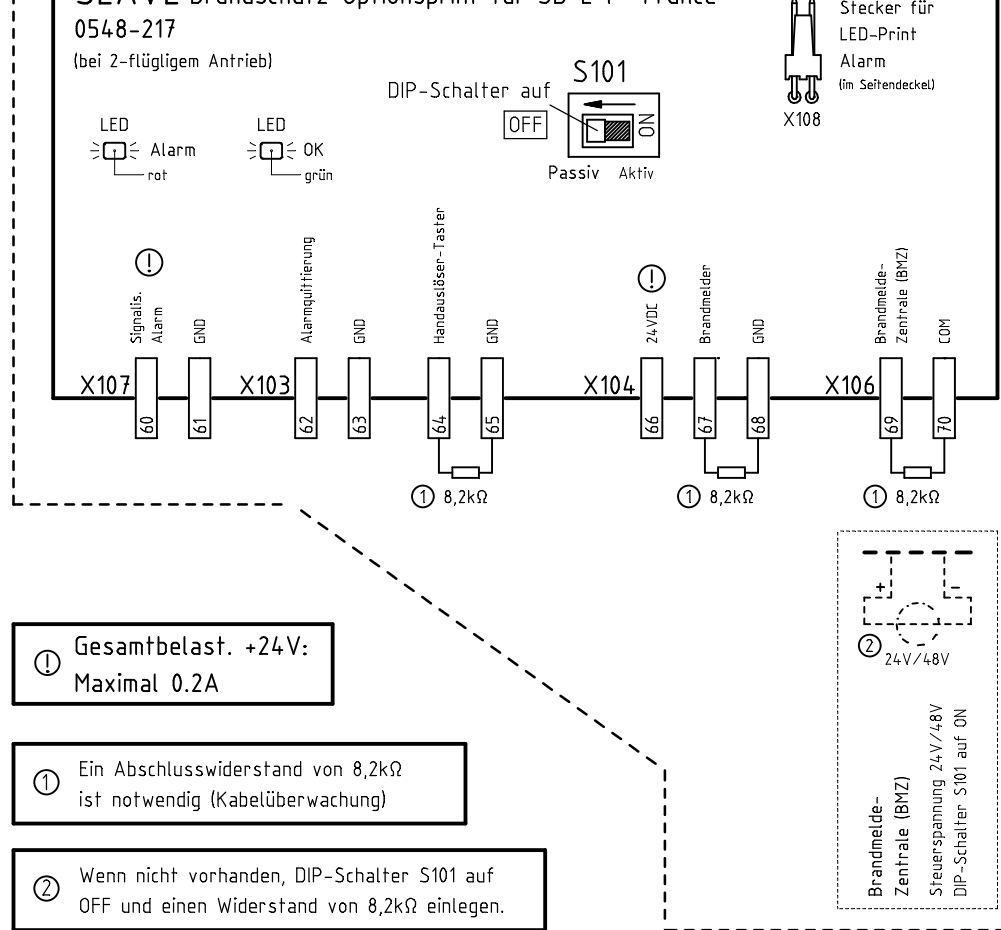 SLAVE Brandschutz-Optionsprint für SB-2-F "France"
0548-217
(bei 2-flügligem Antrieb)
Stecker für
LED-Print
Alarm
(im Seitendeckel)
X108
S101
DIP-Schalter auf
OFF
ON
Passiv Aktiv
LED
Alarm
rot
LED
OK
grün
!
Signalis.
Alarm
GND
Alarmquittierung
GND
Handauslöser-Taster
GND
!
24VDC
Brandmelder
GND
Brandmelde-
Zentrale (BMZ)
COM
X107
60
61
X103
62
63
64
65
X104
66
67
68
X106
69
70
1 8,2kΩ
1 8,2kΩ
1 8,2kΩ
+ -
2
24V/48V
Brandmelde-
Zentrale (BMZ)
Steuerspannung 24V/48V
DIP-Schalter S101 auf ON
! Gesamtbelast. +24V:
Maximal 0.2A
1 Ein Abschlusswiderstand von 8,2kΩ
ist notwendig (Kabelüberwachung)
2 Wenn nicht vorhanden, DIP-Schalter S101 auf
OFF und einen Widerstand von 8,2kΩ einlegen.